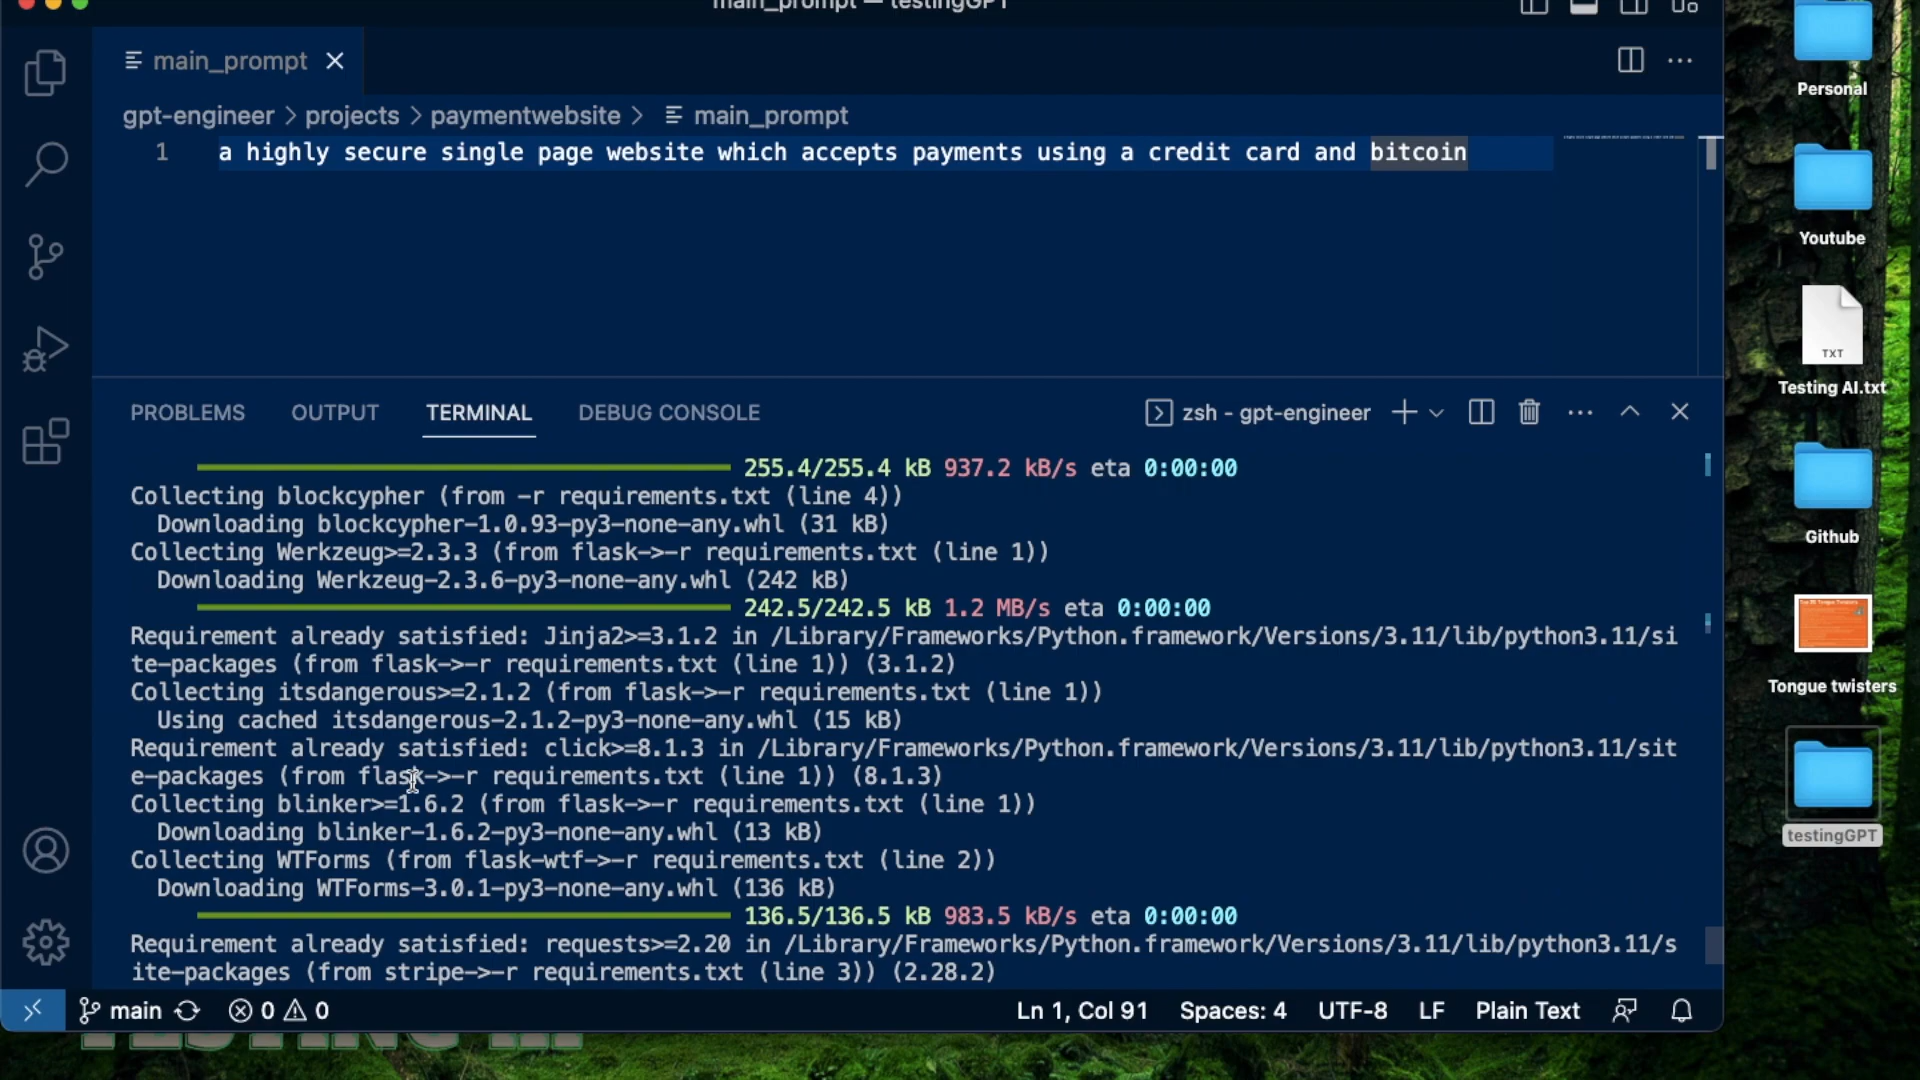 main_prompt — testingGPT
main_prompt
gpt-engineer > projects > paymentwebsite > main_prompt
1 a highly secure single page website which accepts payments using a credit card and bitcoin
PROBLEMS OUTPUT TERMINAL DEBUG CONSOLE zsh - gpt-engineer
255.4/255.4 kB 937.2 kB/s eta 0:00:00
Collecting blockcypher (from -r requirements.txt (line 4))
Downloading blockcypher-1.0.93-py3-none-any.whl (31 kB)
Collecting Werkzeug>=2.3.3 (from flask->-r requirements.txt (line 1))
Downloading Werkzeug-2.3.6-py3-none-any.whl (242 kB)
242.5/242.5 kB 1.2 MB/s eta 0:00:00
Requirement already satisfied: Jinja2>=3.1.2 in /Library/Frameworks/Python.framework/Versions/3.11/lib/python3.11/si
te-packages (from flask->-r requirements.txt (line 1)) (3.1.2)
Collecting itsdangerous>=2.1.2 (from flask->-r requirements.txt (line 1))
Using cached itsdangerous-2.1.2-py3-none-any.whl (15 kB)
Requirement already satisfied: click>=8.1.3 in /Library/Frameworks/Python.framework/Versions/3.11/lib/python3.11/sit
e-packages (from flask->-r requirements.txt (line 1)) (8.1.3)
Collecting blinker>=1.6.2 (from flask->-r requirements.txt (line 1))
Downloading blinker-1.6.2-py3-none-any.whl (13 kB)
Collecting WTForms (from flask-wtf->-r requirements.txt (line 2))
Downloading WTForms-3.0.1-py3-none-any.whl (136 kB)
136.5/136.5 kB 983.5 kB/s eta 0:00:00
Requirement already satisfied: requests>=2.20 in /Library/Frameworks/Python.framework/Versions/3.11/lib/python3.11/s
ite-packages (from stripe->-r requirements.txt (line 3)) (2.28.2)
main 0 0 Ln 1, Col 91 Spaces: 4 UTF-8 LF Plain Text
Personal
Youtube
TXT
Testing AI.txt
Github
Tongue twisters
testingGPT